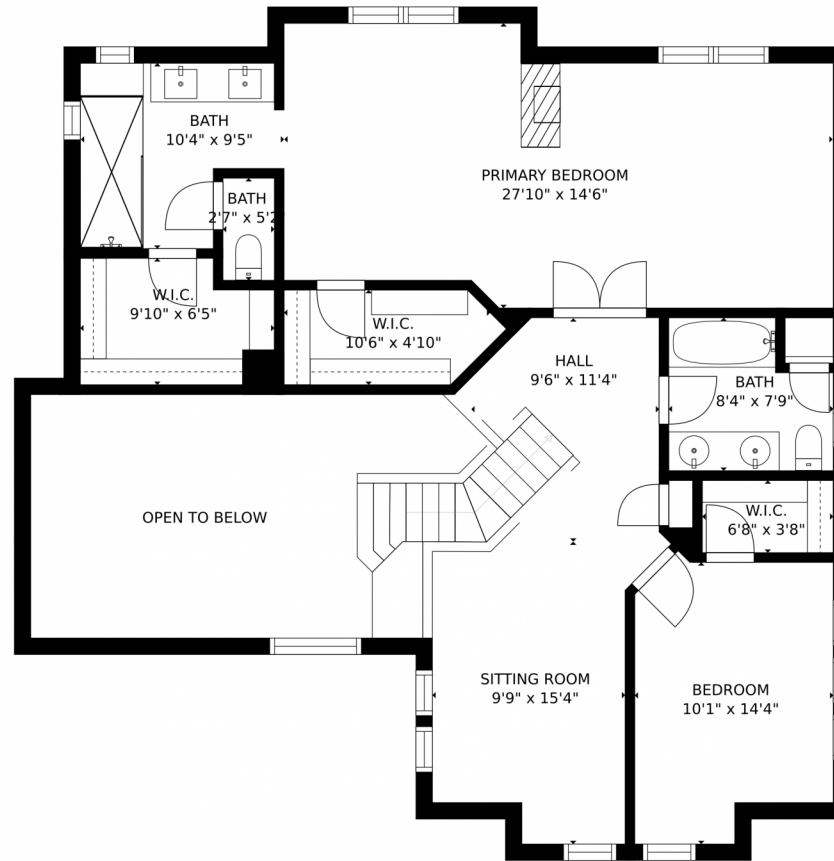 BATH
10'4" x 9'5"
BATH
2'7" x 5'2"
PRIMARY BEDROOM
27'10" x 14'6"
W.I.C.
9'10" x 6'5"
W.I.C.
10'6" x 4'10"
HALL
9'6" x 11'4"
BATH
8'4" x 7'9"
OPEN TO BELOW
W.I.C.
6'8" x 3'8"
SITTING ROOM
9'9" x 15'4"
BEDROOM
10'1" x 14'4"